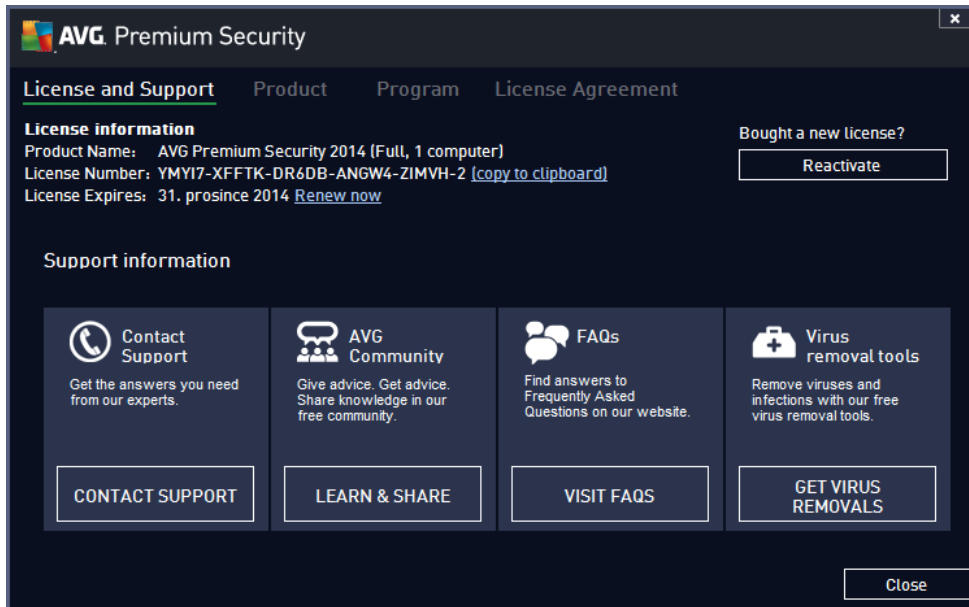 AVG. Premium Security
License and Support Product Program License Agreement
License information
Product Name: AVG Premium Security 2014 (Full, 1 computer)
License Number: YMYI7-XFFTK-DR6DB-ANGW4-ZIMVH-2 (copy to clipboard)
License Expires: 31. prosince 2014 Renew now
Bought a new license?
Reactivate
Support information
Contact
Support
Get the answers you need
from our experts.
CONTACT SUPPORT
AVG
Community
Give advice. Get advice.
Share knowledge in our
free community.
LEARN & SHARE
FAQs
Find answers to
Frequently Asked
Questions on our website.
VISIT FAQS
Virus
removal tools
Remove viruses and
infections with our free
virus removal tools.
GET VIRUS
REMOVALS
Close